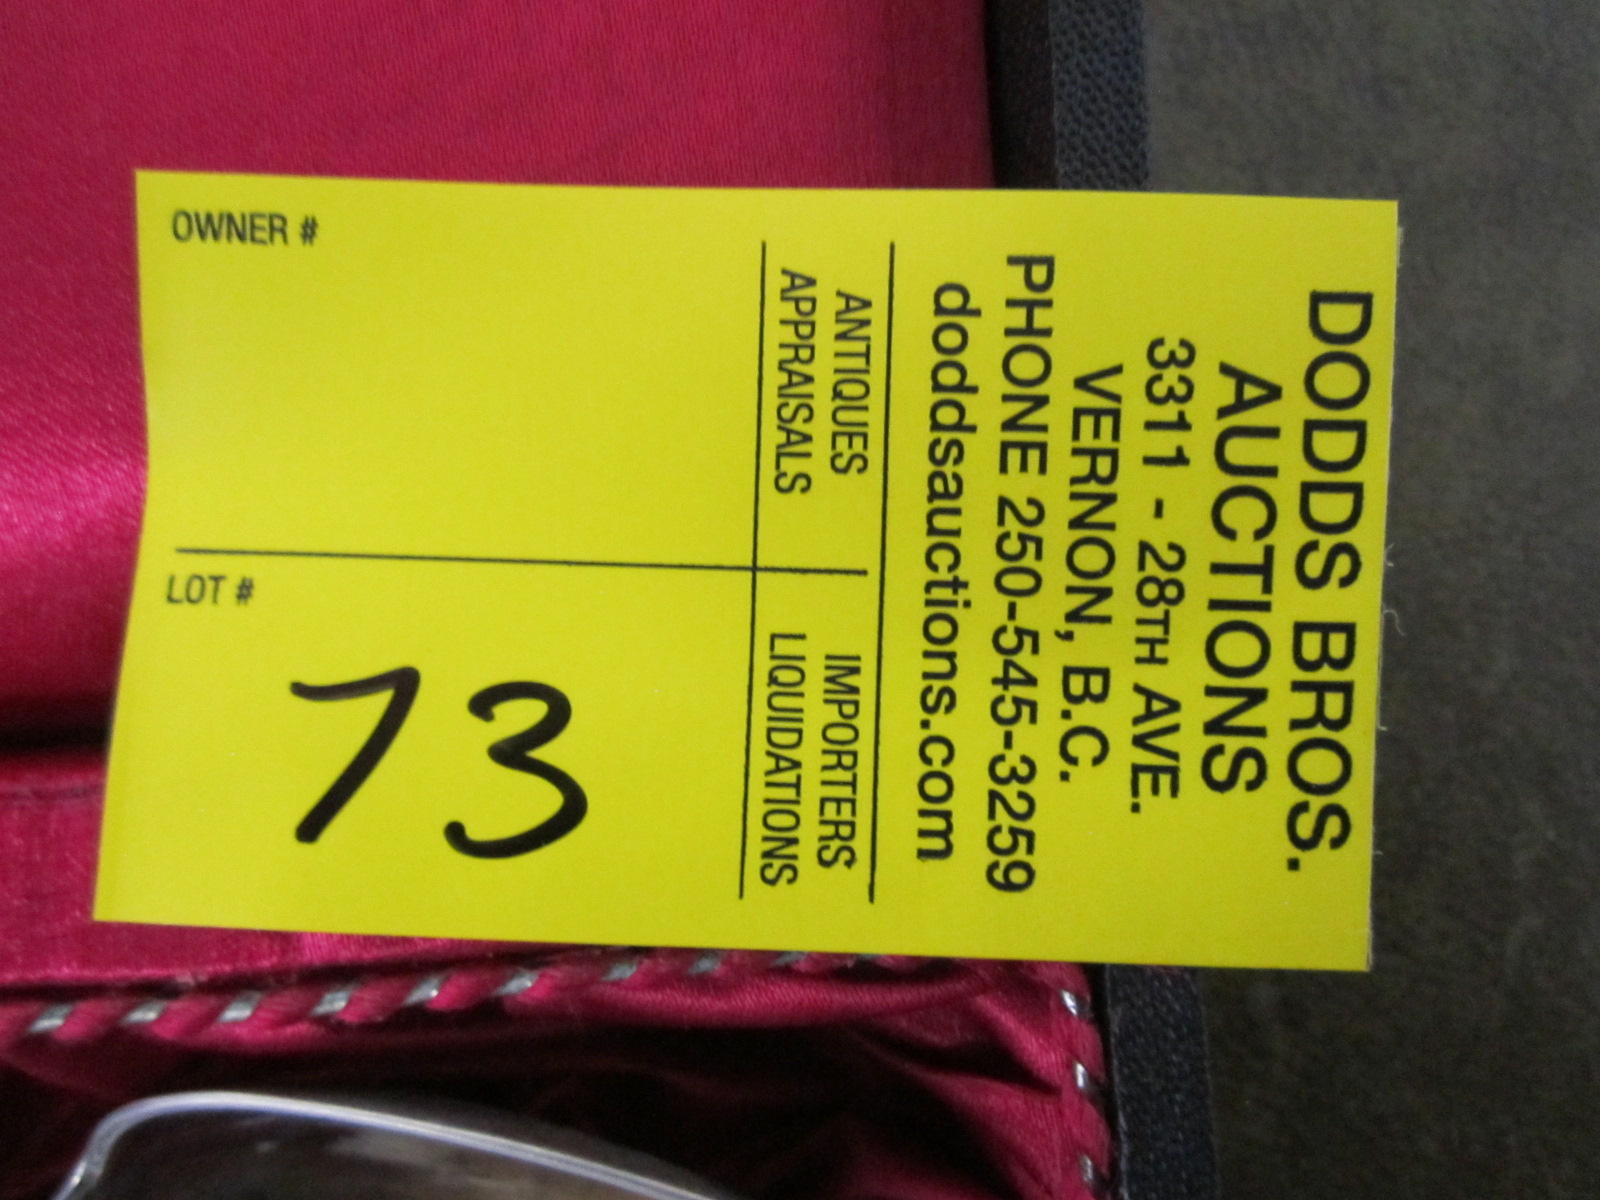 DODDS BROS.
AUCTIONS
3311 - 28TH AVE.
VERNON, B.C.
PHONE 250-545-3259
doddsauctions.com
ANTIQUES
APPRAISALS
IMPORTERS
LIQUIDATIONS
OWNER #
LOT #
73